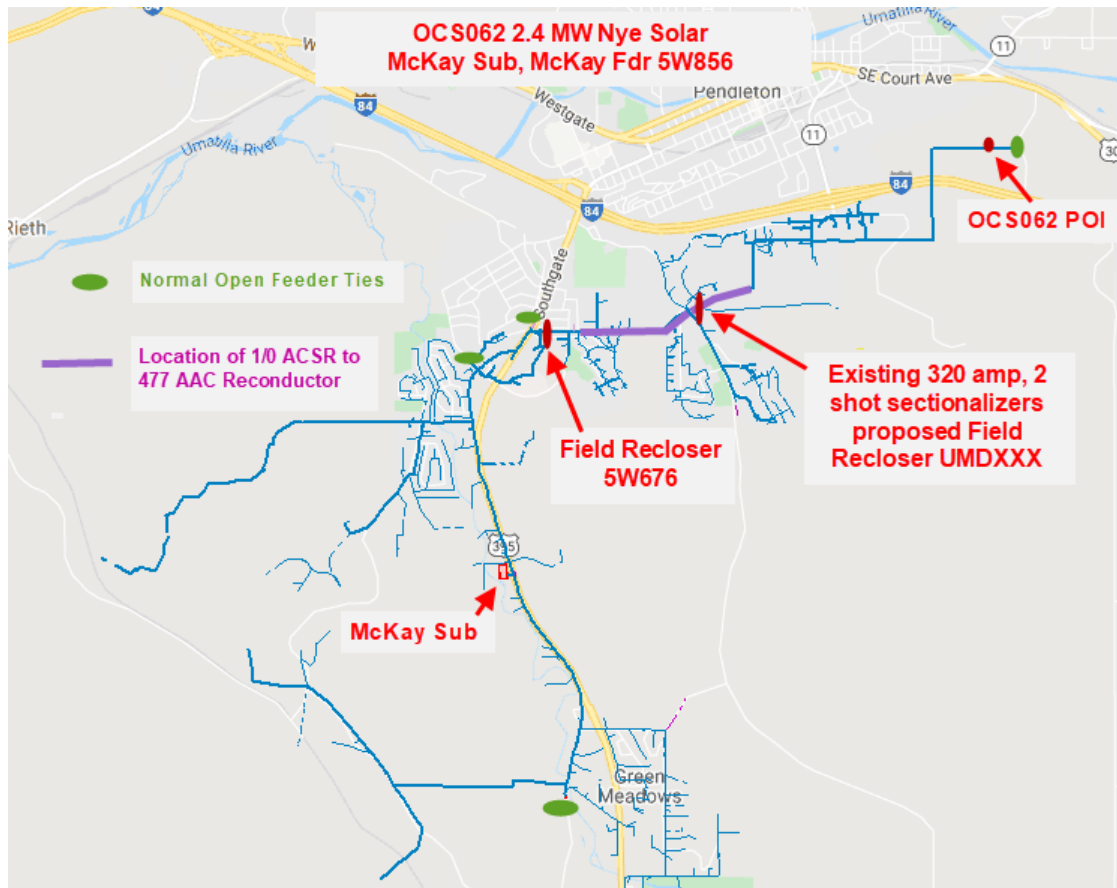 OCS062 2.4 MW Nye Solar
McKay Sub, McKay Fdr 5W856
Umatilla River
11
SE Court Ave
Pendleton
Westgate
84
11
30
Umatilla River
84
84
OCS062 POI
Rieth
Normal Open Feeder Ties
Southgate
Location of 1/0 ACSR to
477 AAC Reconductor
Existing 320 amp, 2
shot sectionalizers
proposed Field
Recloser UMDXXX
Field Recloser
5W676
395
1
McKay Sub
Green
Meadows